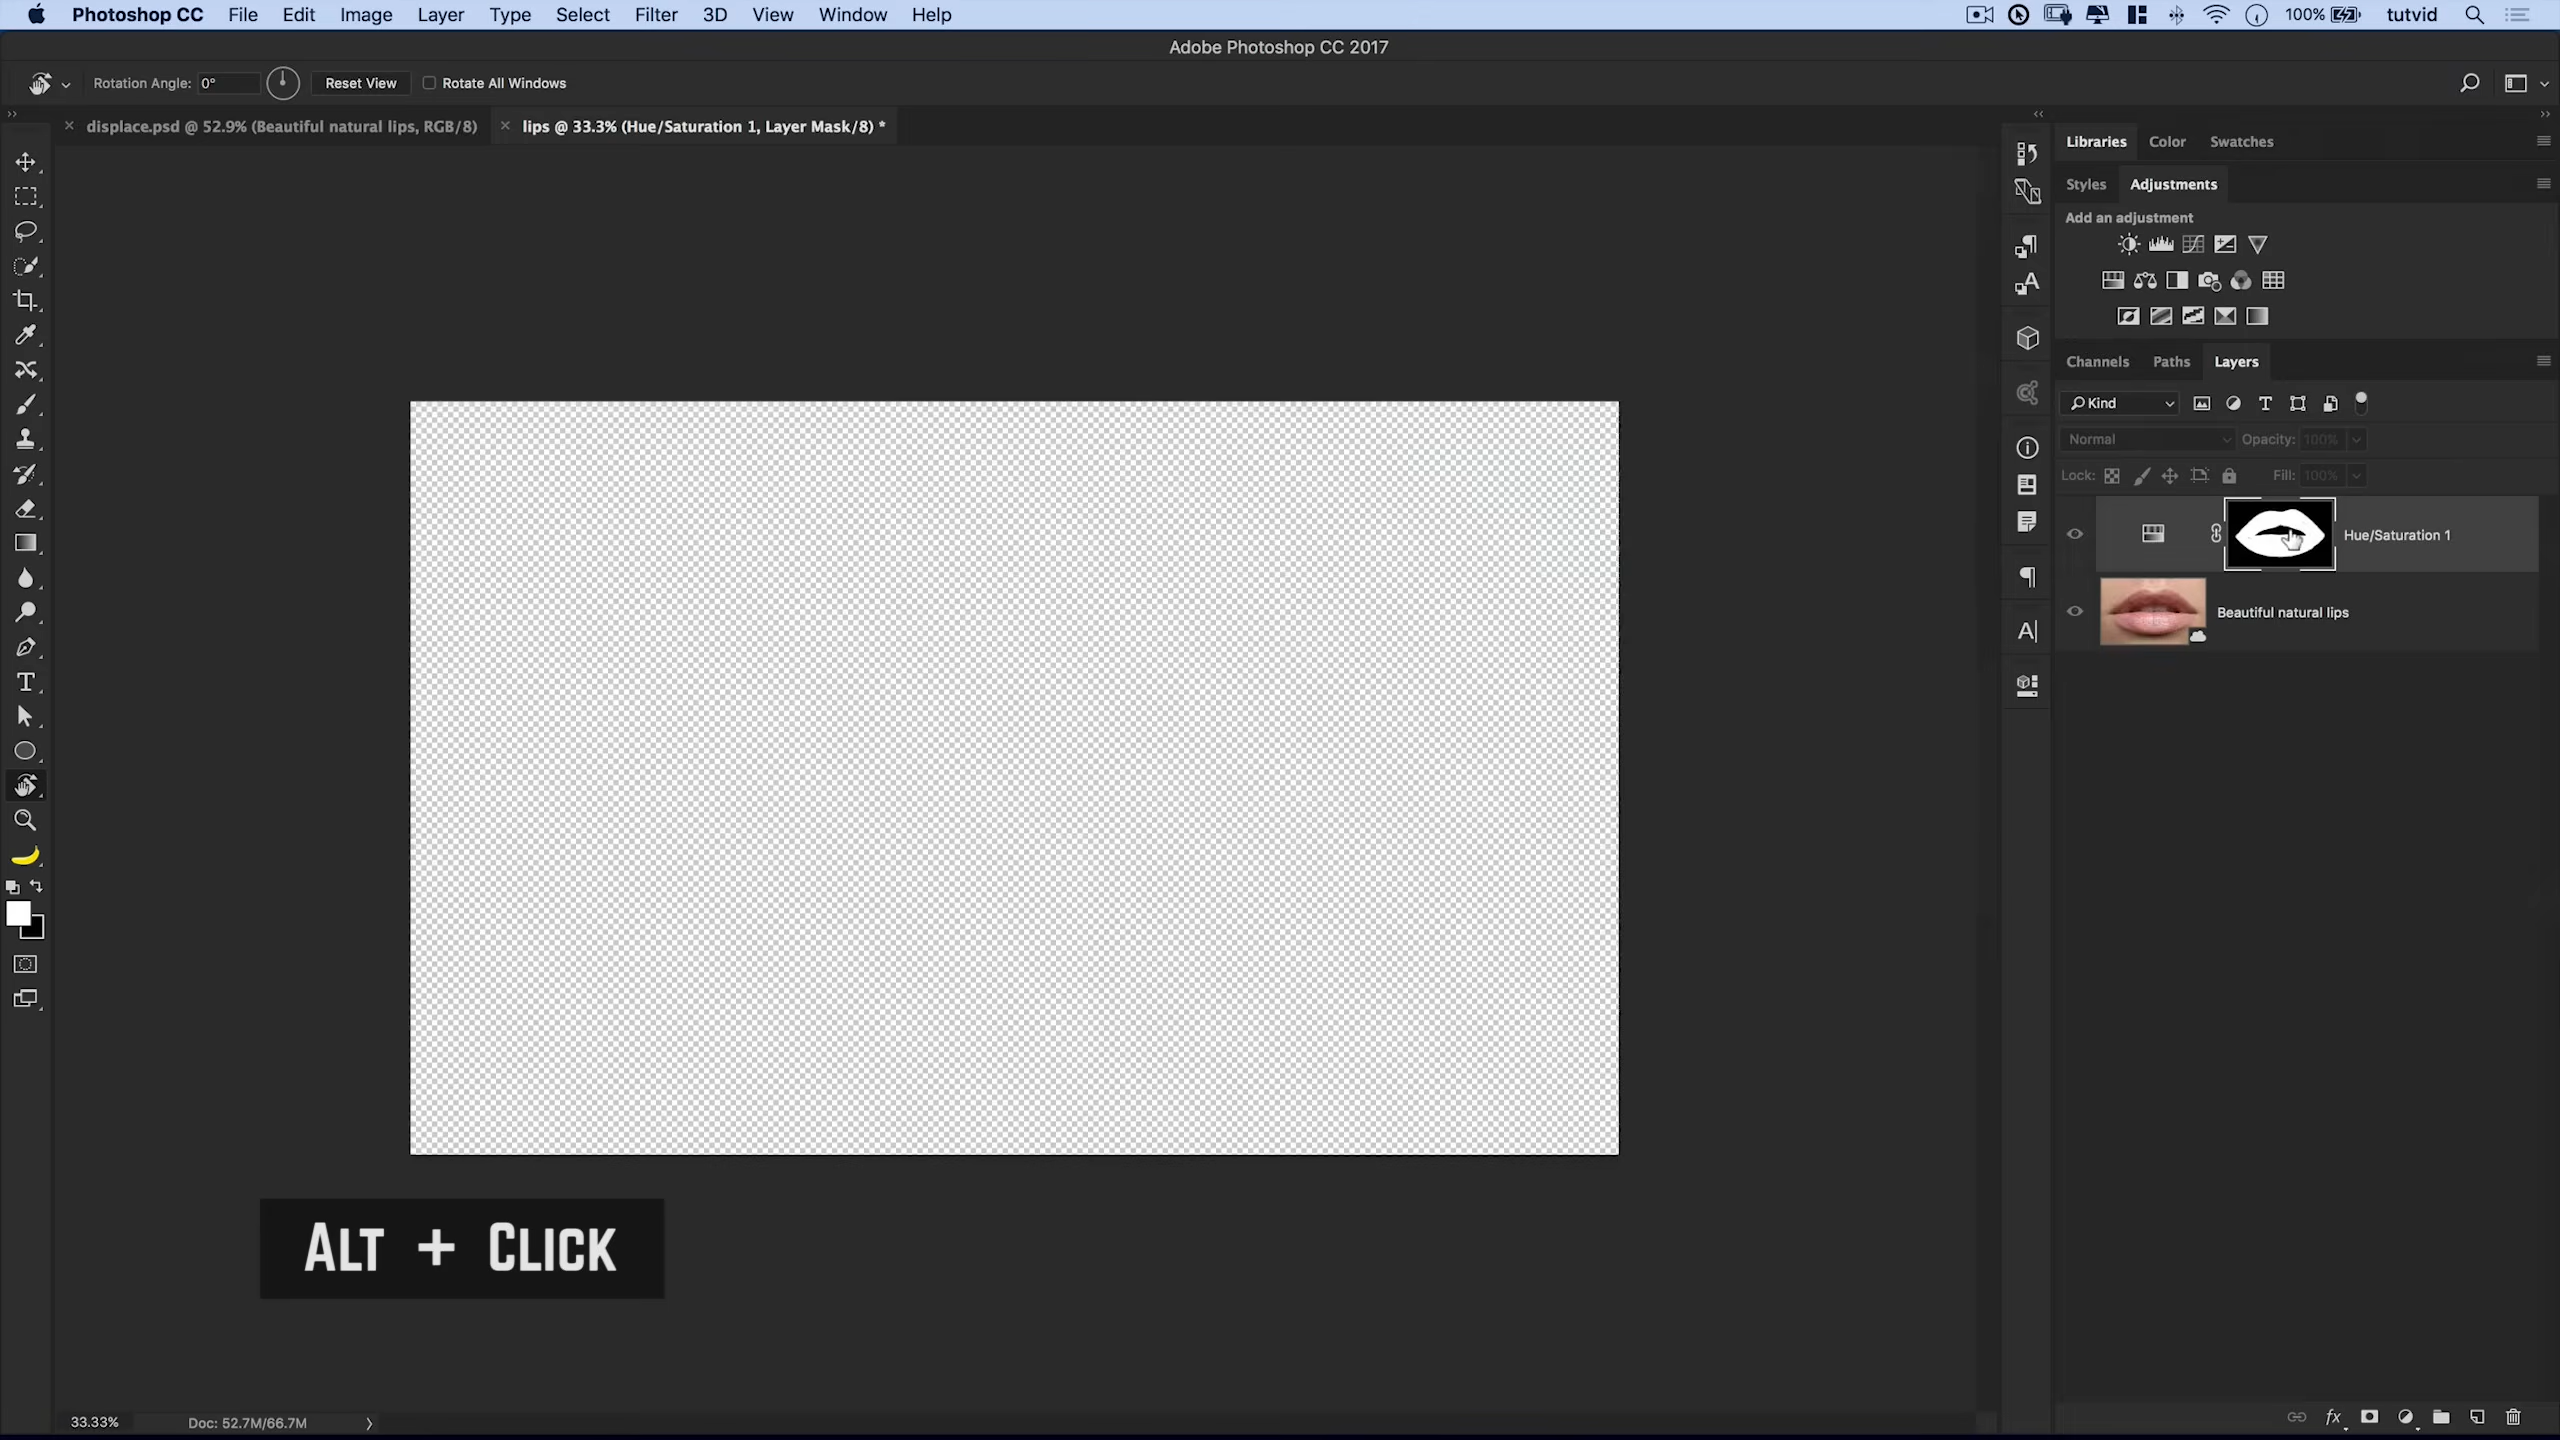 Photoshop CC File Edit Image Layer Type Select Filter 3D View Window Help 100% tutvid
Adobe Photoshop CC 2017
Rotation Angle: 0° Reset View Rotate All Windows
displace.psd @ 52.9% (Beautiful natural lips, RGB/8) lips @ 33.3% (Hue/Saturation 1, Layer Mask/8) *
Libraries Color Swatches
Styles Adjustments
Add an adjustment
Channels Paths Layers
Kind
Normal Opacity: 100%
Lock: Fill: 100%
Hue/Saturation 1
Beautiful natural lips
ALT + CLICK
33.33% Doc: 52.7M/66.7M
fx